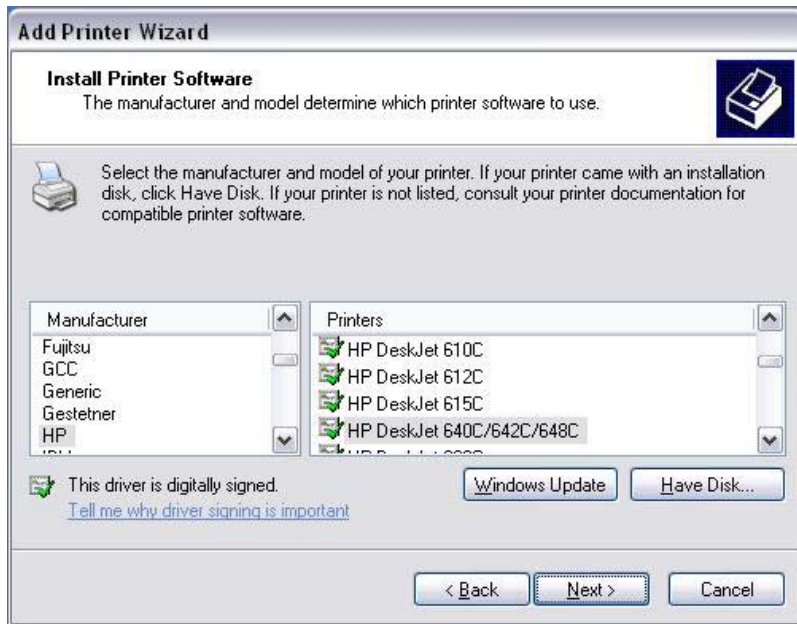 Add Printer Wizard
Install Printer Software
The manufacturer and model determine which printer software to use.
Select the manufacturer and model of your printer. If your printer came with an installation
disk, click Have Disk. If your printer is not listed, consult your printer documentation for
compatible printer software.
Manufacturer
Fujitsu
GCC
Generic
Gestetner
HP
Printers
HP DeskJet 610C
HP DeskJet 612C
HP DeskJet 615C
HP DeskJet 640C/642C/648C
This driver is digitally signed.
Tell me why driver signing is important
Windows Update
Have Disk...
< Back
Next >
Cancel